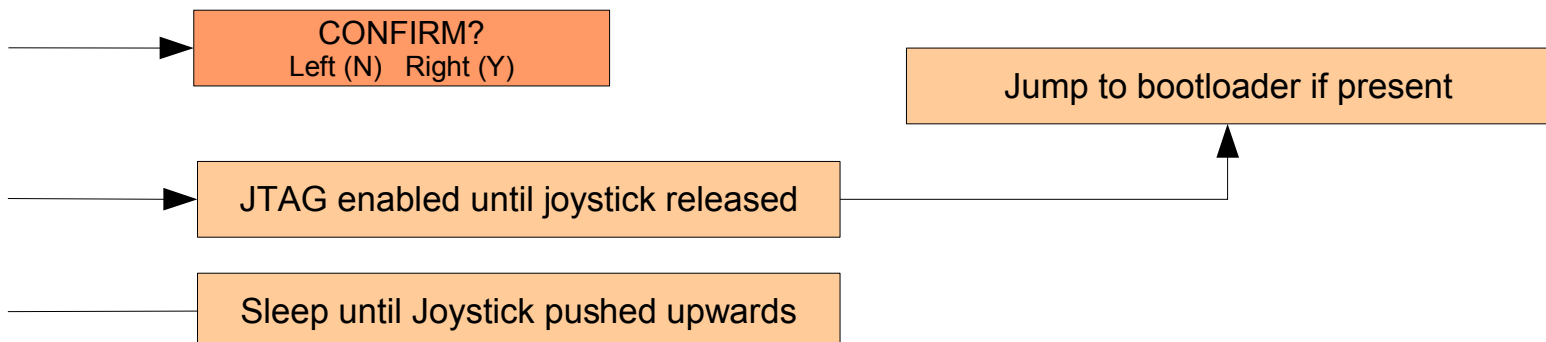 CONFIRM?
Left (N)   Right (Y)
Jump to bootloader if present
JTAG enabled until joystick released
Sleep until Joystick pushed upwards